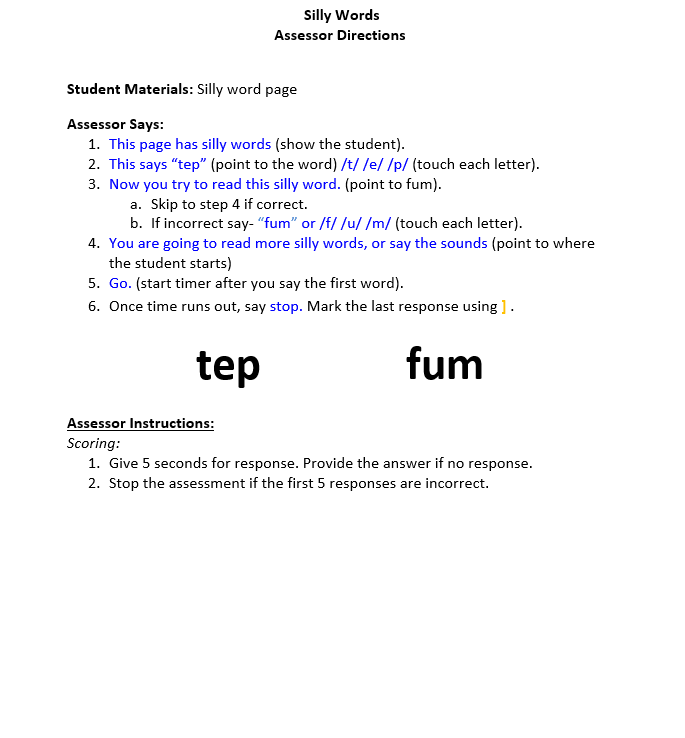 Silly Words
Assessor Directions
Student Materials: Silly word page
Assessor Says:
1. This page has silly words (show the student).
2. This says “tep” (point to the word) /t/ /e/ /p/ (touch each letter).
3. Now you try to read this silly word. (point to fum).
a. Skip to step 4 if correct.
b. If incorrect say- “fum” or /f/ /u/ /m/ (touch each letter).
4. You are going to read more silly words, or say the sounds (point to where
the student starts)
5. Go. (start timer after you say the first word).
6. Once time runs out, say stop. Mark the last response using ] .
tep fum
Assessor Instructions:
Scoring:
1. Give 5 seconds for response. Provide the answer if no response.
2. Stop the assessment if the first 5 responses are incorrect.